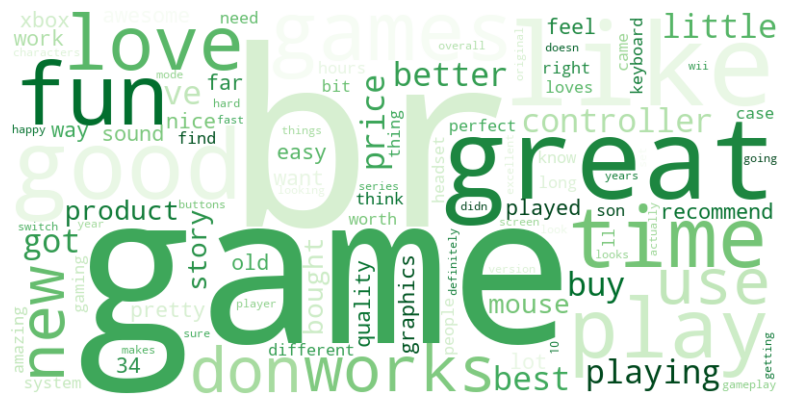 xbox
awesome
need
work
characters
love
games
overall
original
like
feel
doesn
right
loves
came
keyboard
little
wii
fun
mode
hard
fast
ve
far
hours
bit
br
price
thing
better
controller
case
happy
way
sound
nice
find
things
easy
want
looking
perfect
know
long
years
going
good
great
headset
excellent
series
think
worth
didn
played
son
recommend
product
buttons
switch
year
got
story
old
bought
game
quality
graphics
definitely
screen
look
version
people
ll
looks
actually
time
new
gaming
pretty
player
sure
mouse
buy
use
amazing
makes
34
different
system
don
works
lot
10
best
play
playing
getting
gameplay